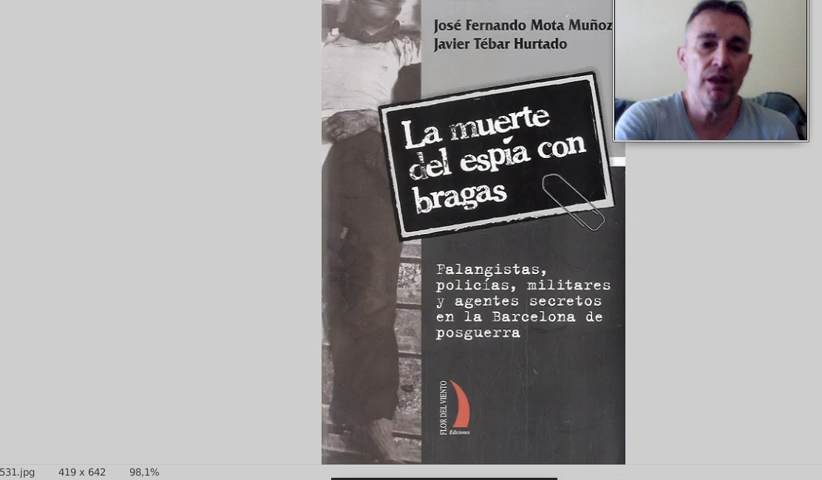 José Fernando Mota Muñoz
Javier Tébar Hurtado
La muerte
del espía con
bragas
Falangistas,
policías, militares
y agentes secretos
en la Barcelona de
posguerra
FLOR DEL VIENTO
Ediciones
531.jpg 419 x 642 98,1%